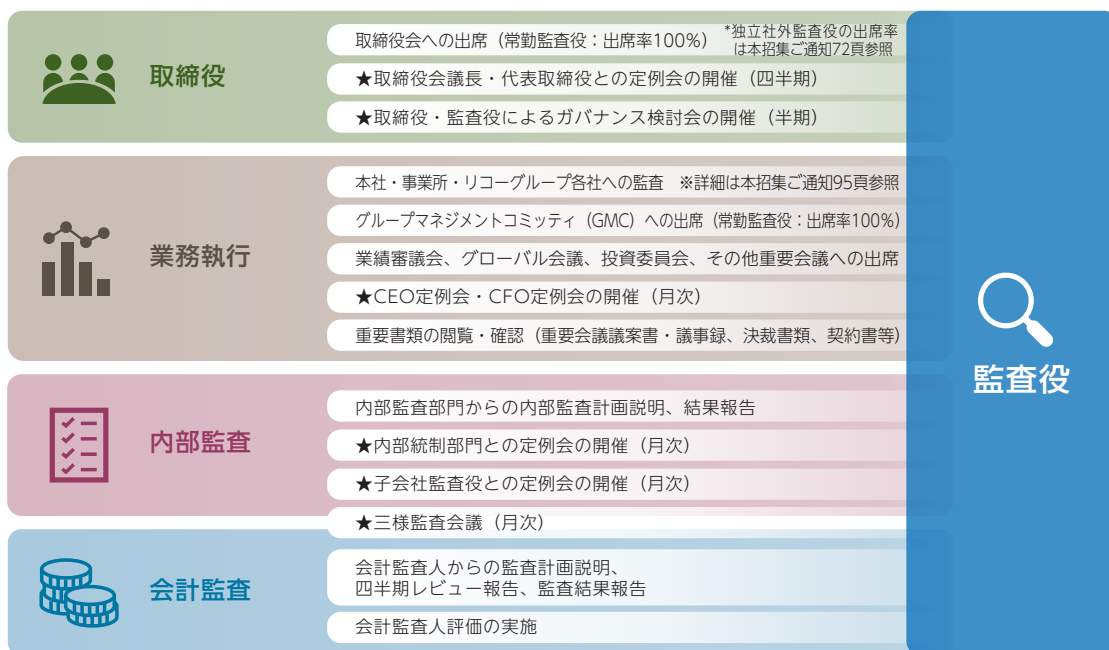 取締役
取締役会への出席（常勤監査役：出席率100%）
*独立社外監査役の出席率
は本招集ご通知72頁参照
★取締役会議長・代表取締役との定例会の開催（四半期）
★取締役・監査役によるガバナンス検討会の開催（半期）
業務執行
本社・事業所・リコーグループ各社への監査　※詳細は本招集ご通知95頁参照
グループマネジメントコミッティ（GMC）への出席（常勤監査役：出席率100%）
業績審議会、グローバル会議、投資委員会、その他重要会議への出席
★CEO定例会・CFO定例会の開催（月次）
重要書類の閲覧・確認（重要会議議案書・議事録、決裁書類、契約書等）
内部監査
内部監査部門からの内部監査計画説明、結果報告
★内部統制部門との定例会の開催（月次）
★子会社監査役との定例会の開催（月次）
★三様監査会議（月次）
会計監査
会計監査人からの監査計画説明、
四半期レビュー報告、監査結果報告
会計監査人評価の実施
監査役